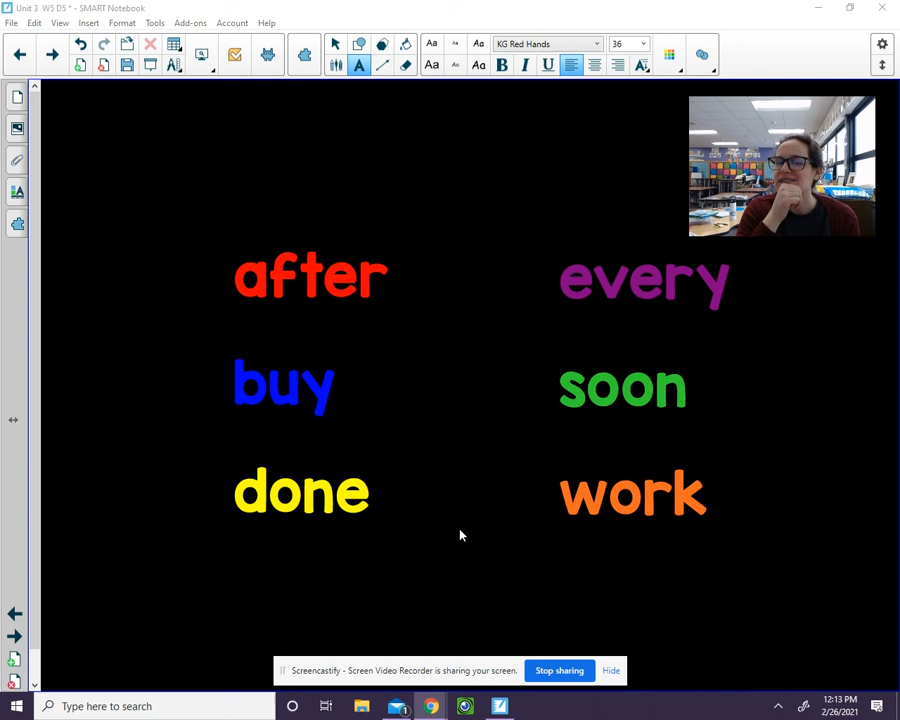 Unit 3 W5 D5 * - SMART Notebook
File Edit View Insert Format Tools Add-ons Account Help
KG Red Hands 36
after every
buy soon
done work
Screencastify - Screen Video Recorder is sharing your screen. Stop sharing Hide
Type here to search
12:13 PM
2/26/2021